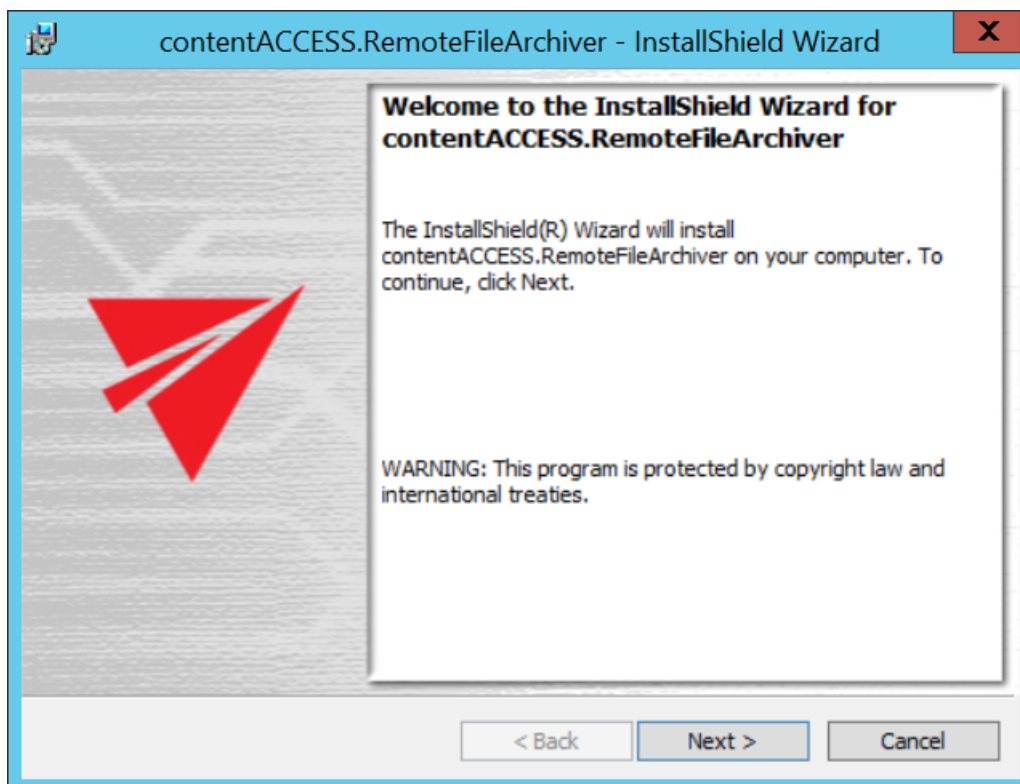 contentACCESS.RemoteFileArchiver - InstallShield Wizard
X
Welcome to the InstallShield Wizard for
contentACCESS.RemoteFileArchiver
The InstallShield(R) Wizard will install
contentACCESS.RemoteFileArchiver on your computer. To
continue, click Next.
WARNING: This program is protected by copyright law and
international treaties.
< Back
Next >
Cancel